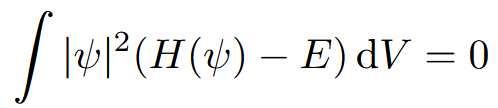 ∫ |ψ|²(H(ψ) − E) dV = 0